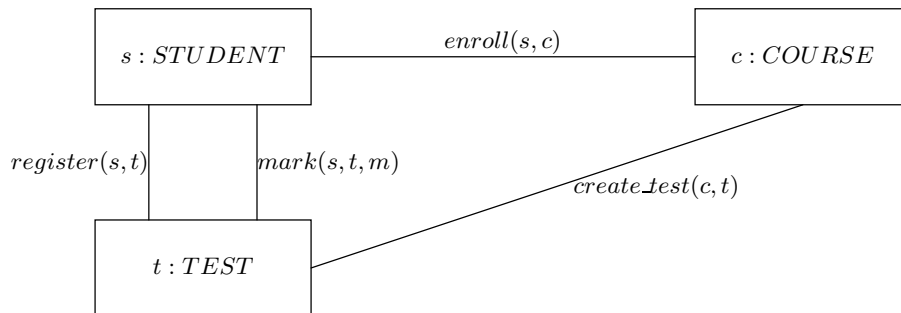 enroll(s, c)
s : STUDENT
c : COURSE
register(s, t)
mark(s, t, m)
create_test(c, t)
t : TEST